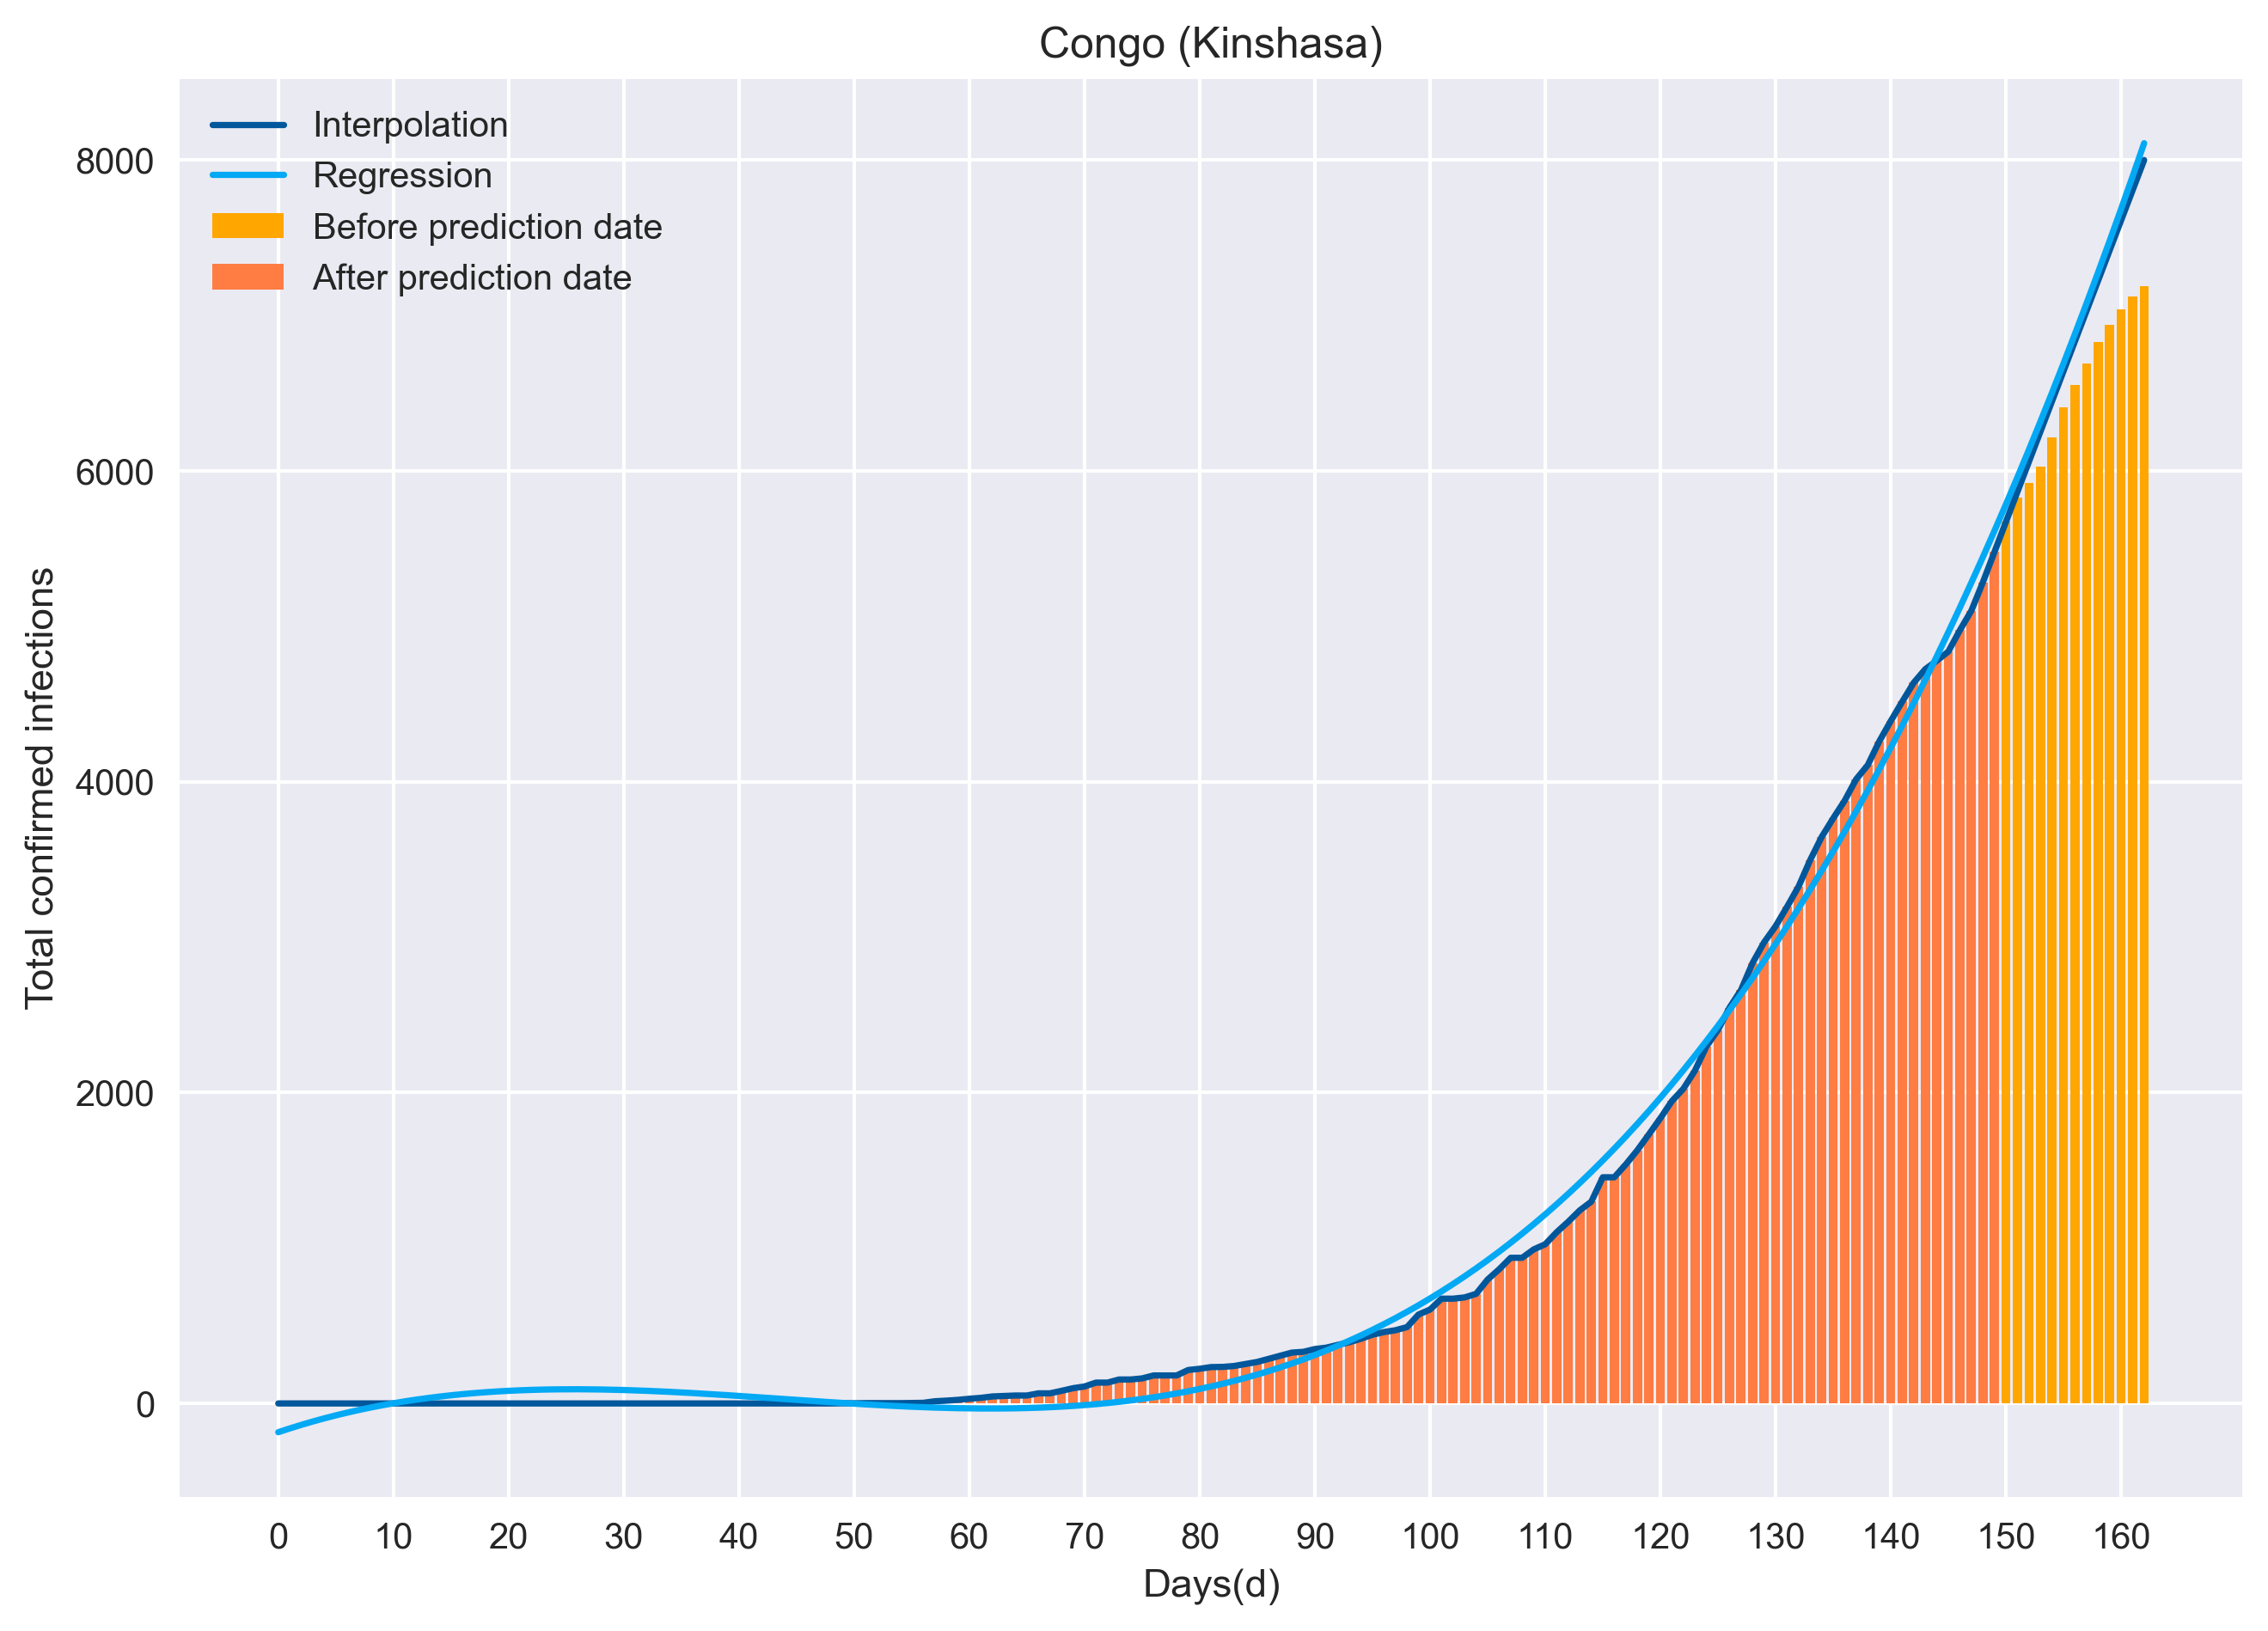 Congo (Kinshasa)
Interpolation
Regression
Before prediction date
After prediction date
8000
6000
4000
2000
0
Total confirmed infections
0 10 20 30 40 50 60 70 80 90 100 110 120 130 140 150 160
Days(d)